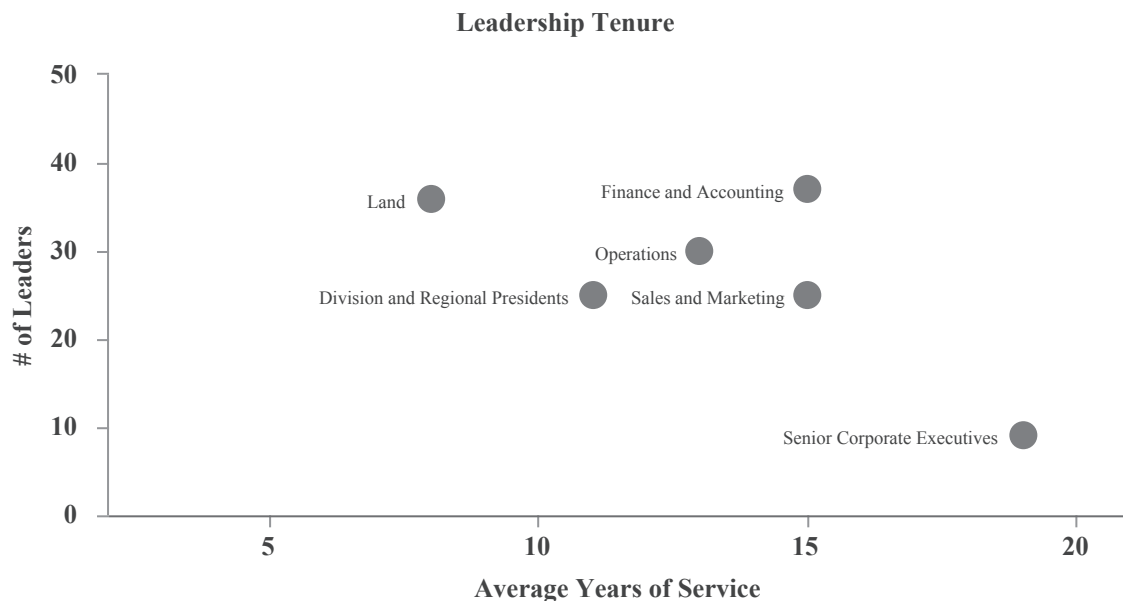 Leadership Tenure
50
40
30
20
10
0
# of Leaders
Land
Finance and Accounting
Operations
Division and Regional Presidents
Sales and Marketing
Senior Corporate Executives
5
10
15
20
Average Years of Service